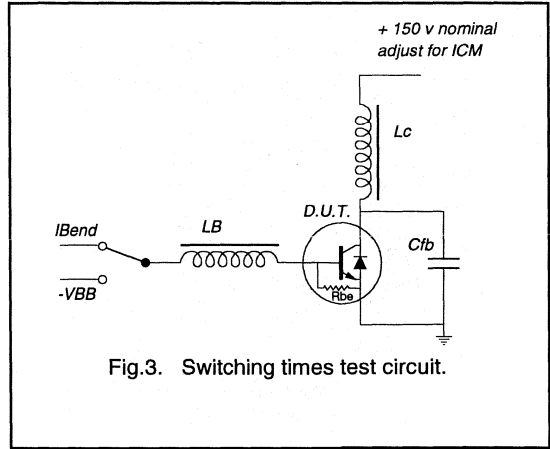 + 150 v nominal
adjust for ICM
Lc
D.U.T.
LB
IBend
Cfb
-VBB
Rbe
Fig.3. Switching times test circuit.